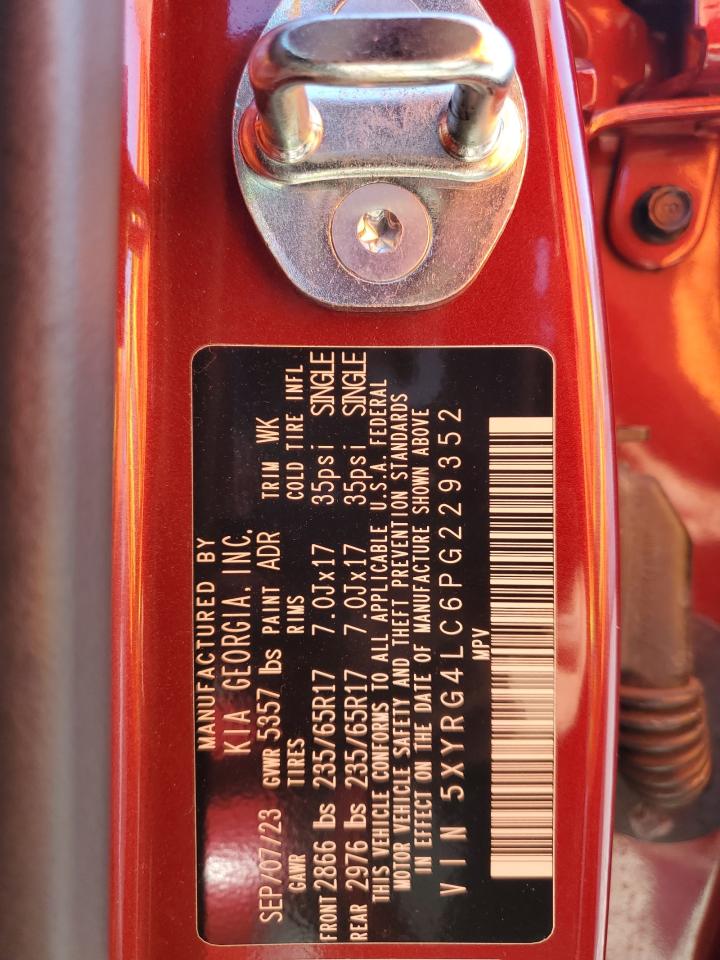 MANUFACTURED BY
KIA GEORGIA, INC.
SEP/07/23 GVWR 5357 lbs PAINT ADR TRIM WK
GAWR TIRES RIMS COLD TIRE INFL
FRONT 2866 lbs 235/65R17 7.0Jx17 35psi SINGLE
REAR 2976 lbs 235/65R17 7.0Jx17 35psi SINGLE
THIS VEHICLE CONFORMS TO ALL APPLICABLE U.S.A. FEDERAL
MOTOR VEHICLE SAFETY AND THEFT PREVENTION STANDARDS
IN EFFECT ON THE DATE OF MANUFACTURE SHOWN ABOVE
VIN 5XYRG4LC6PG229352
MPV